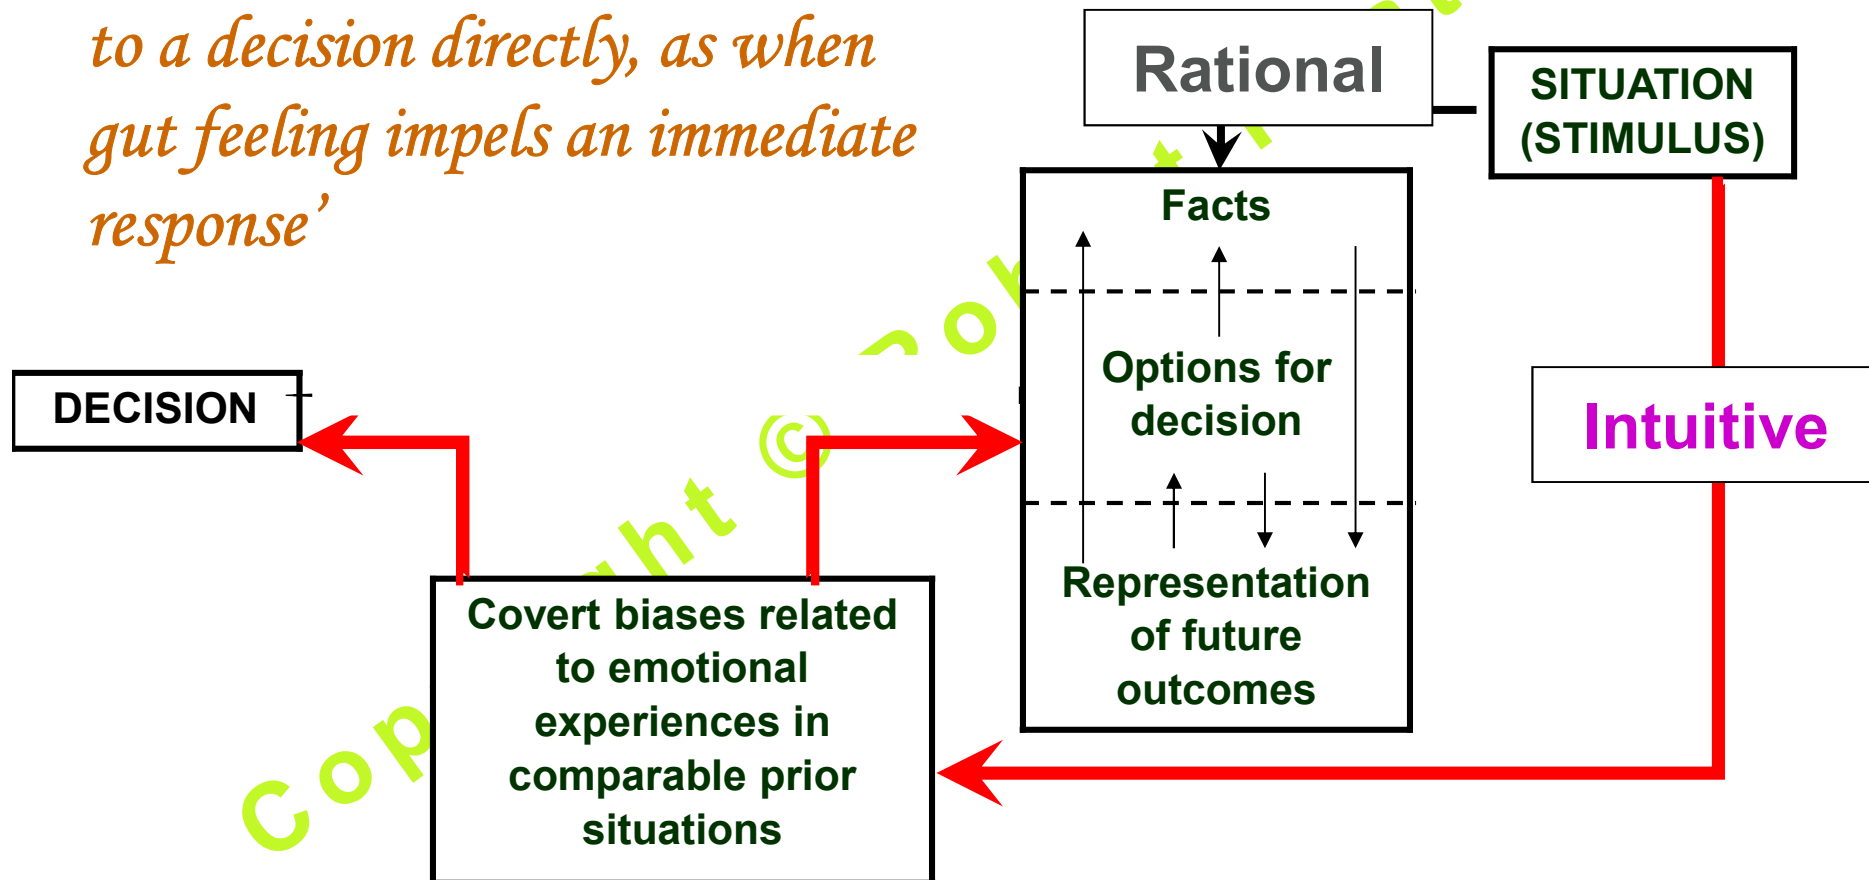 to a decision directly, as when
gut feeling impels an immediate
response’
Rational
SITUATION
(STIMULUS)
Facts
Options for
decision
Representation
of future
outcomes
Intuitive
DECISION
Covert biases related
to emotional
experiences in
comparable prior
situations
©